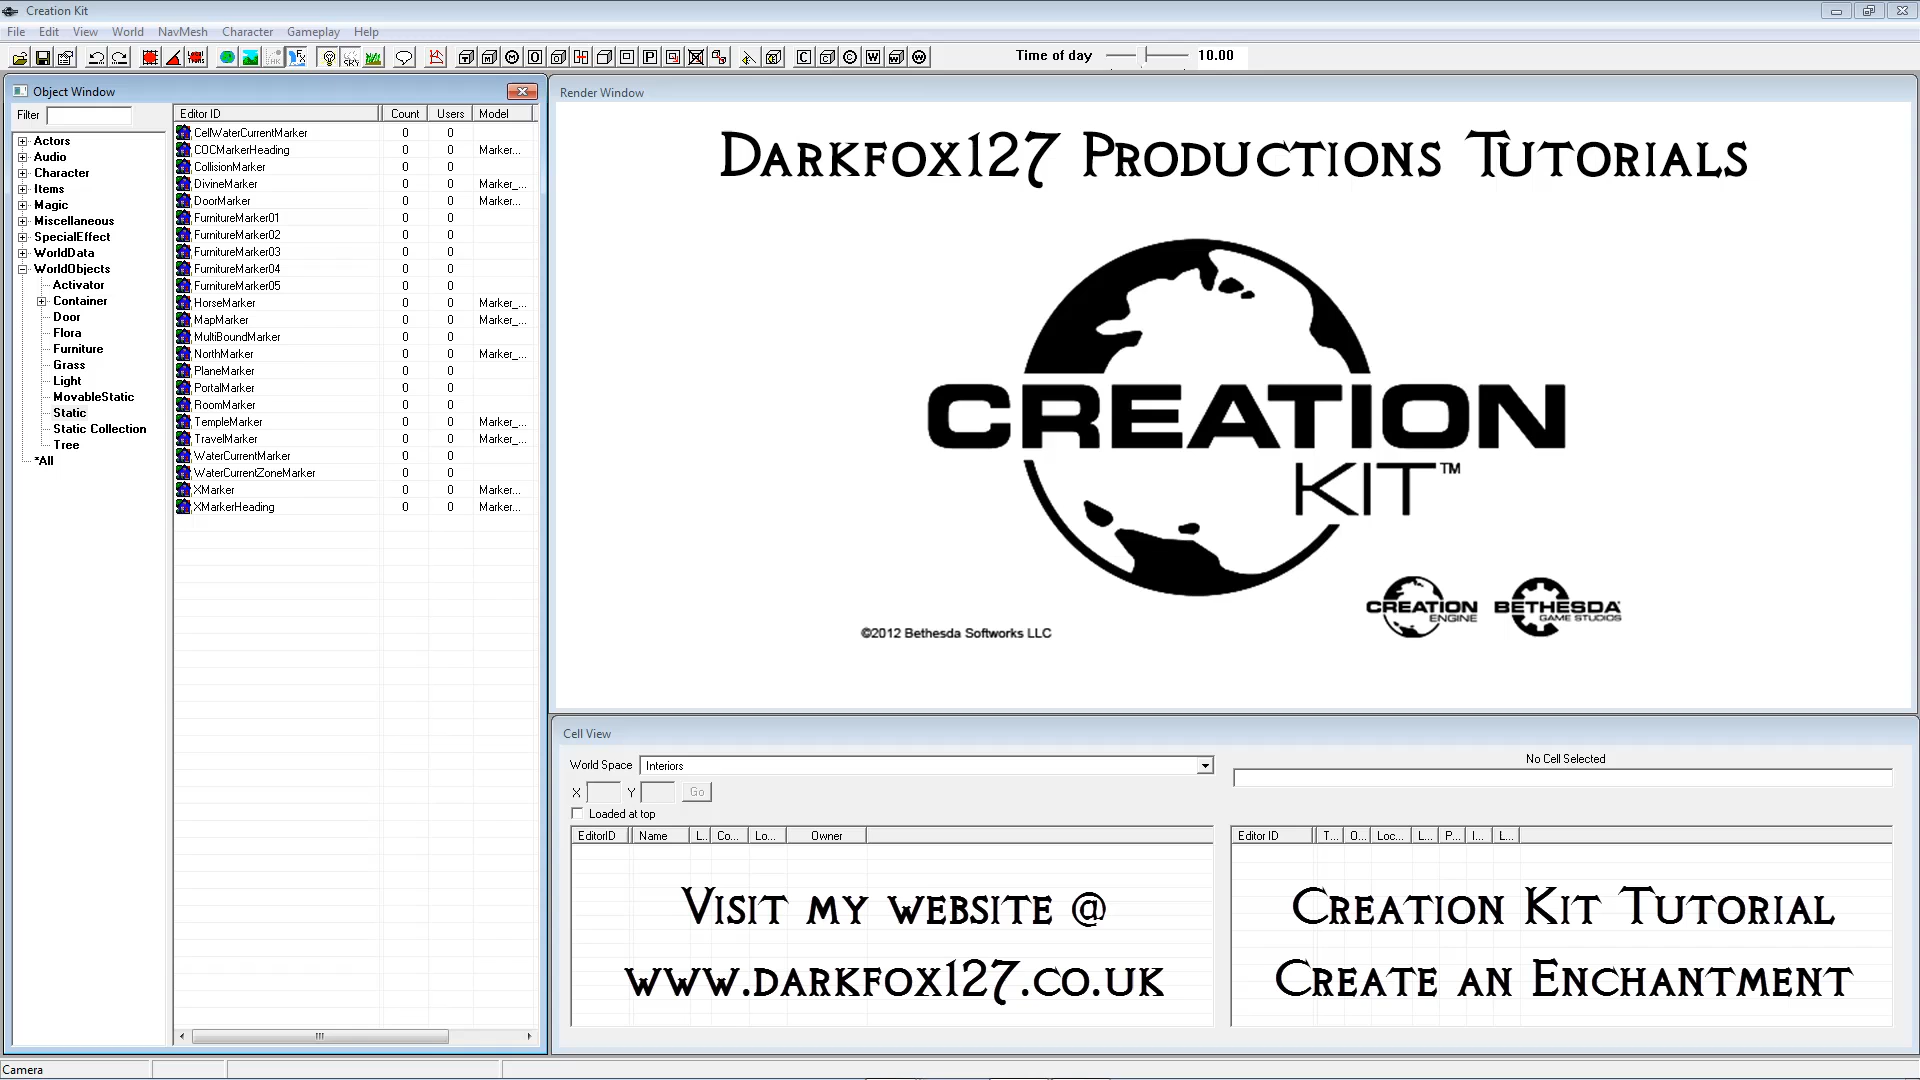 Creation Kit
File Edit View World NavMesh Character Gameplay Help
Time of day 10.00
Object Window
Filter
Actors
Audio
Character
Items
Magic
Miscellaneous
SpecialEffect
WorldData
WorldObjects
Activator
Container
Door
Flora
Furniture
Grass
Light
MovableStatic
Static
Static Collection
Tree
*All
Editor ID Count Users Model
CellWaterCurrentMarker 0 0
COCMarkerHeading 0 0 Marker...
CollisionMarker 0 0
DivineMarker 0 0 Marker_...
DoorMarker 0 0 Marker...
FurnitureMarker01 0 0
FurnitureMarker02 0 0
FurnitureMarker03 0 0
FurnitureMarker04 0 0
FurnitureMarker05 0 0
HorseMarker 0 0 Marker_...
MapMarker 0 0 Marker_...
MultiBoundMarker 0 0
NorthMarker 0 0 Marker_...
PlaneMarker 0 0
PortalMarker 0 0
RoomMarker 0 0
TempleMarker 0 0 Marker_...
TravelMarker 0 0 Marker_...
WaterCurrentMarker 0 0
WaterCurrentZoneMarker 0 0
XMarker 0 0 Marker...
XMarkerHeading 0 0 Marker...
Render Window
Darkfox127 Productions Tutorials
CREATION
KIT™
CREATION
ENGINE
BETHESDA
GAME STUDIOS
©2012 Bethesda Softworks LLC
Cell View
World Space Interiors
X Y Go
Loaded at top
EditorID Name L.. Co... Lo... Owner
Visit my website @
www.darkfox127.co.uk
No Cell Selected
Editor ID T... O... Loc... L... P... I... L...
Creation Kit Tutorial
Create an Enchantment
Camera